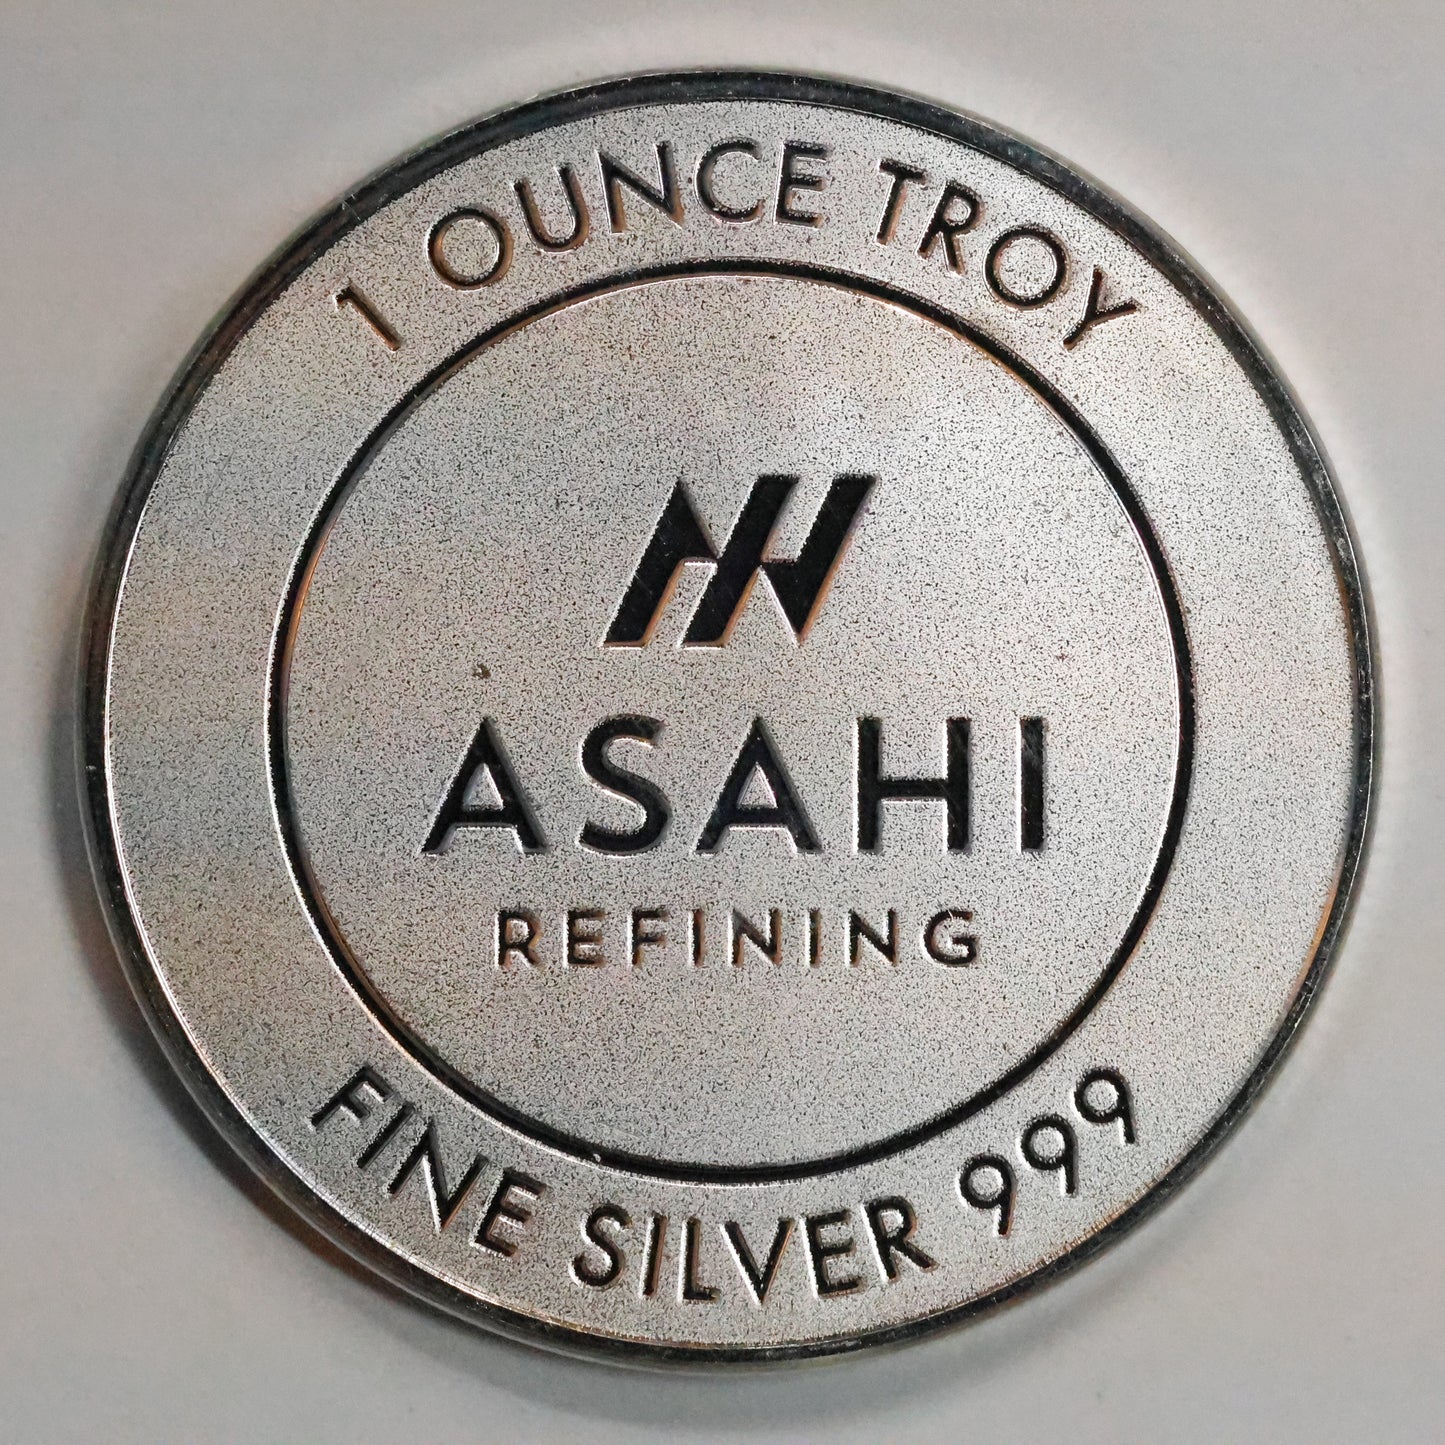 1 OUNCE TROY
ASAHI
REFINING
FINE SILVER 999